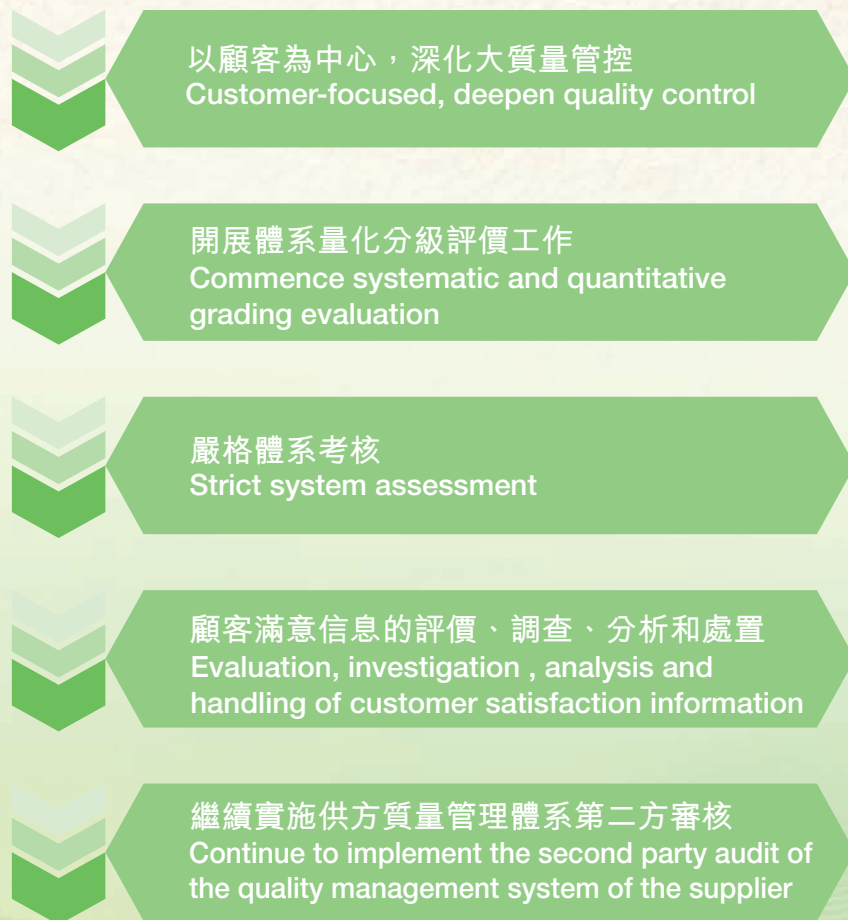 以顧客為中心，深化大質量管控
Customer-focused, deepen quality control
開展體系量化分級評價工作
Commence systematic and quantitative
grading evaluation
嚴格體系考核
Strict system assessment
顧客滿意信息的評價、調查、分析和處置
Evaluation, investigation , analysis and
handling of customer satisfaction information
繼續實施供方質量管理體系第二方審核
Continue to implement the second party audit of
the quality management system of the supplier